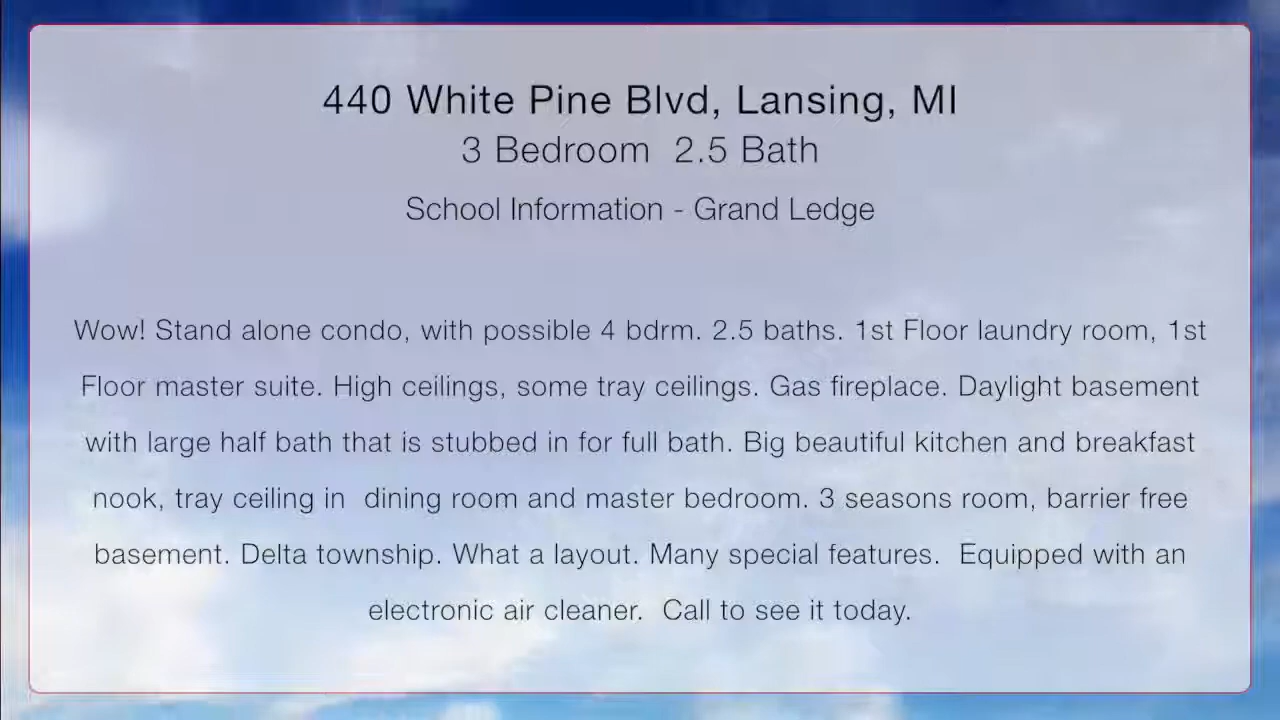 440 White Pine Blvd, Lansing, MI
3 Bedroom  2.5 Bath
School Information - Grand Ledge
Wow! Stand alone condo, with possible 4 bdrm. 2.5 baths. 1st Floor laundry room, 1st
Floor master suite. High ceilings, some tray ceilings. Gas fireplace. Daylight basement
with large half bath that is stubbed in for full bath. Big beautiful kitchen and breakfast
nook, tray ceiling in  dining room and master bedroom. 3 seasons room, barrier free
basement. Delta township. What a layout. Many special features.  Equipped with an
electronic air cleaner.  Call to see it today.